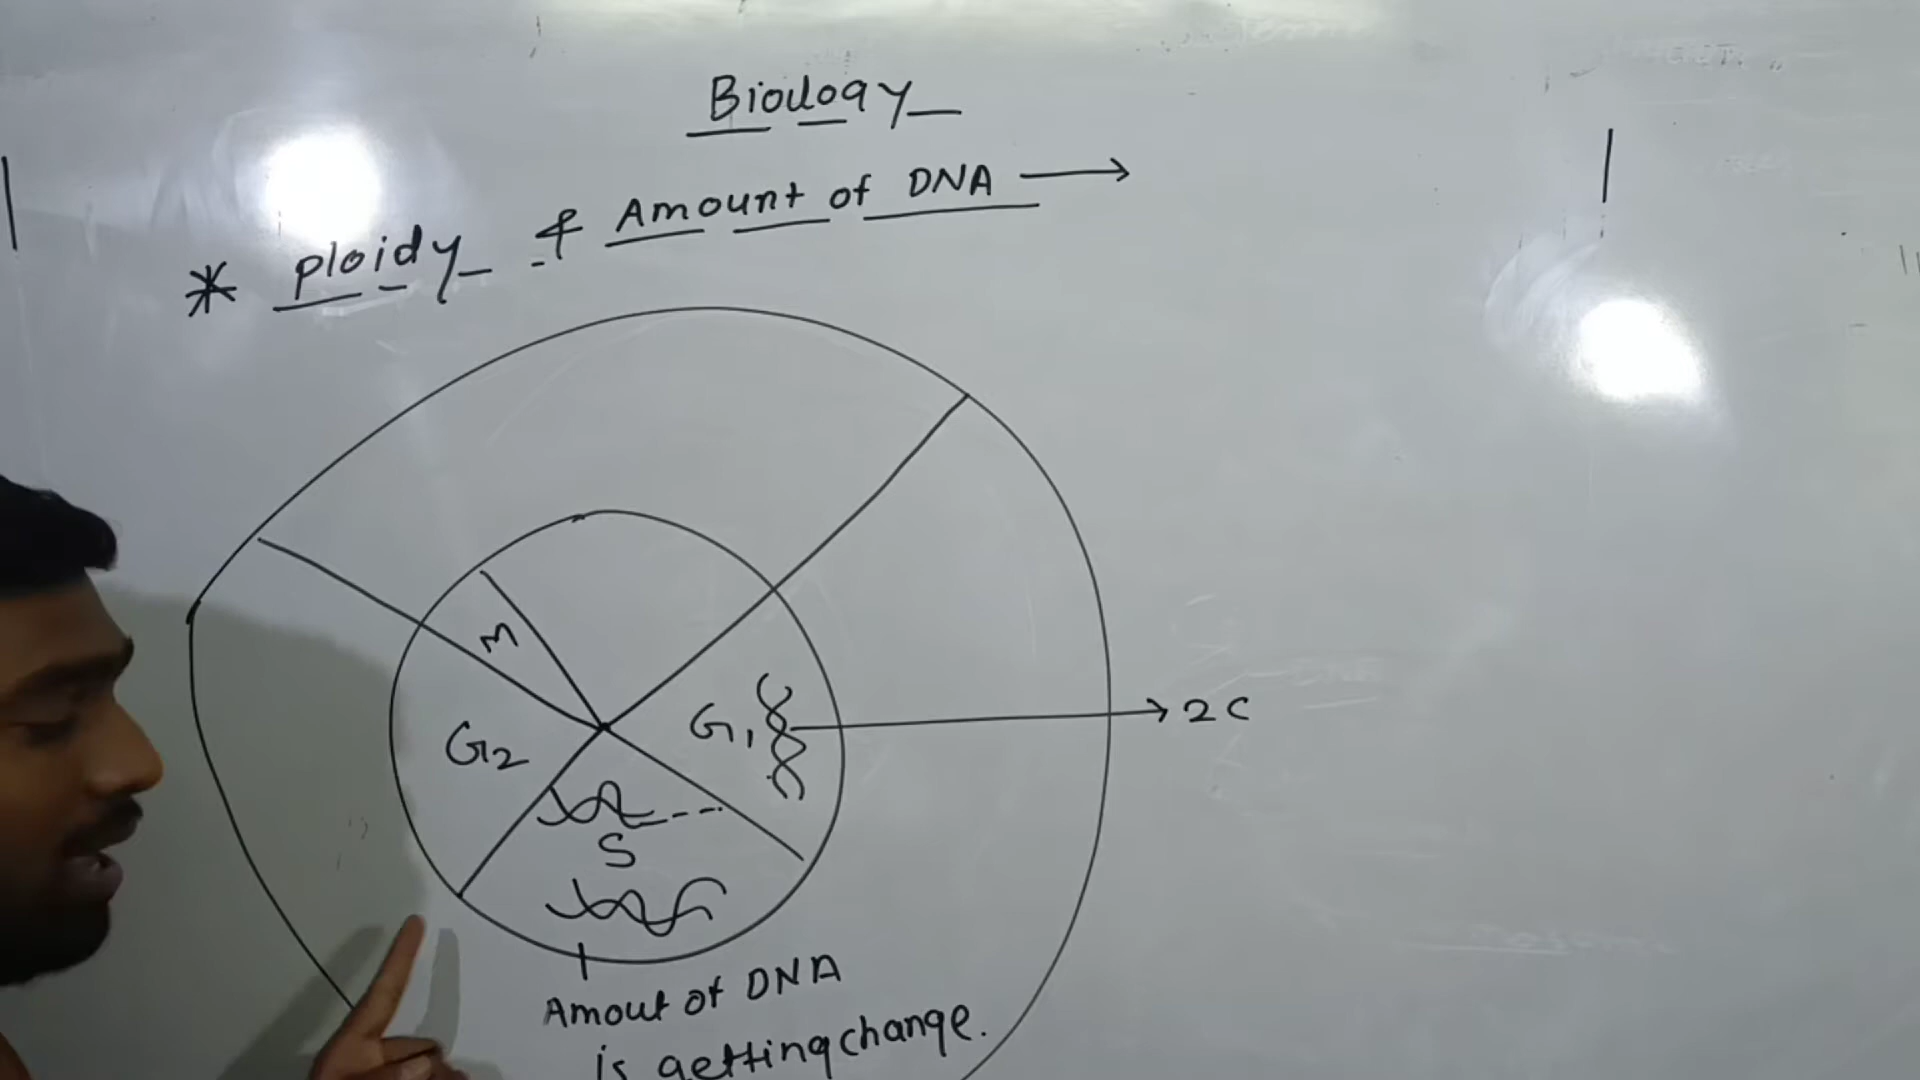 Biology
* Ploidy & Amount of DNA →
M
G1
→ 2C
G2
S
Amout of DNA
is getting change.